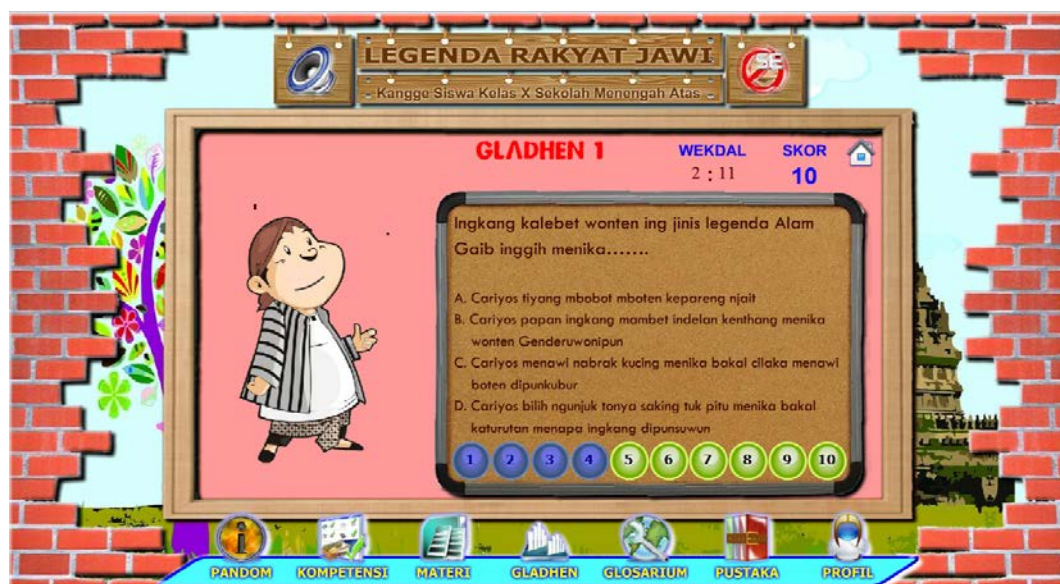 LEGENDA RAKYAT JAWI
Kangge Siswa Kelas X Sekolah Menengah Atas
SE
GLADHEN 1
WEKDAL
2 : 11
SKOR
10
Ingkang kalebet wonten ing jinis legenda Alam
Gaib inggih menika.......
A. Cariyos tiyang mbobot mboten kepareng njait
B. Cariyos papan ingkang mambet indelan kenthang menika
wonten Genderuwonipun
C. Cariyos menawi nabrak kucing menika bakal cilaka menawi
boten dipunkubur
D. Cariyos bilih ngunjuk tonya saking tuk pitu menika bakal
katurutan menapa ingkang dipunsuwun
1 2 3 4 5 6 7 8 9 10
PANDOM KOMPETENSI MATERI GLADHEN GLOSARIUM PUSTAKA PROFIL